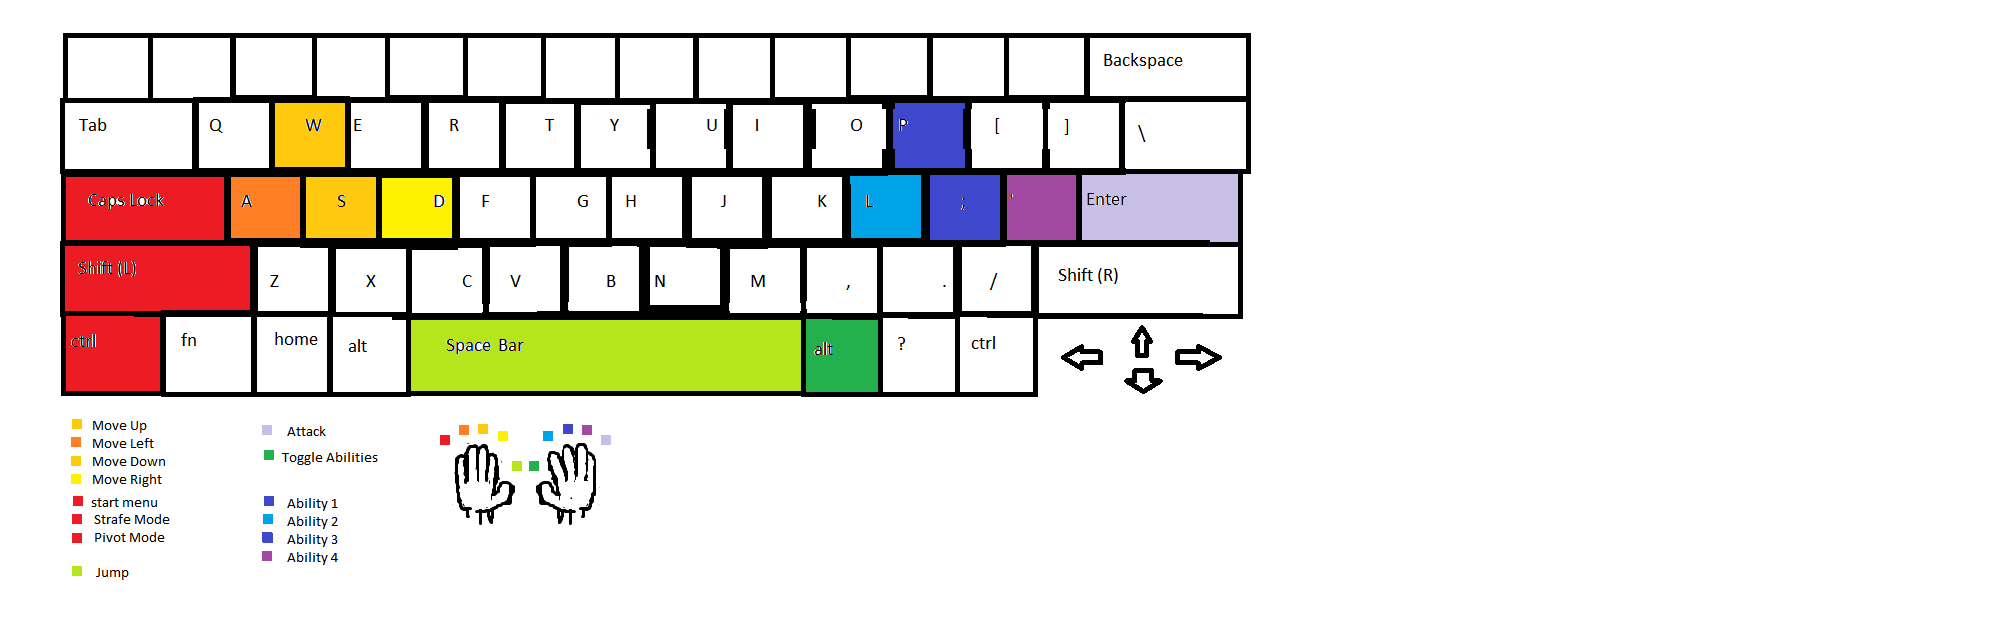 Backspace
Tab Q W E R T Y U I O P [ ] \
Caps Lock A S D F G H J K L ; ' Enter
Shift (L) Z X C V B N M , . / Shift (R)
ctrl fn home alt Space Bar alt ? ctrl
Move Up
Move Left
Move Down
Move Right
start menu
Strafe Mode
Pivot Mode
Jump
Attack
Toggle Abilities
Ability 1
Ability 2
Ability 3
Ability 4